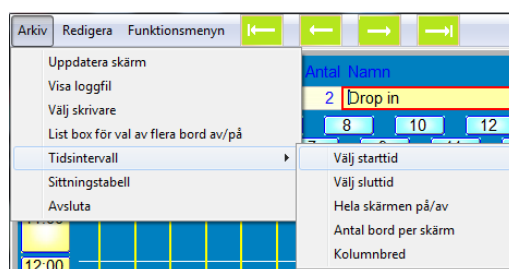 Arkiv Redigera Funktionsmenyn
Uppdatera skärm
Visa loggfil
Välj skrivare
List box för val av flera bord av/på
Tidsintervall
Sittningstabell
Avsluta
Antal Namn
2 Drop in
8 10 12
Välj starttid
Välj sluttid
Hela skärmen på/av
Antal bord per skärm
Kolumnbred
12:00